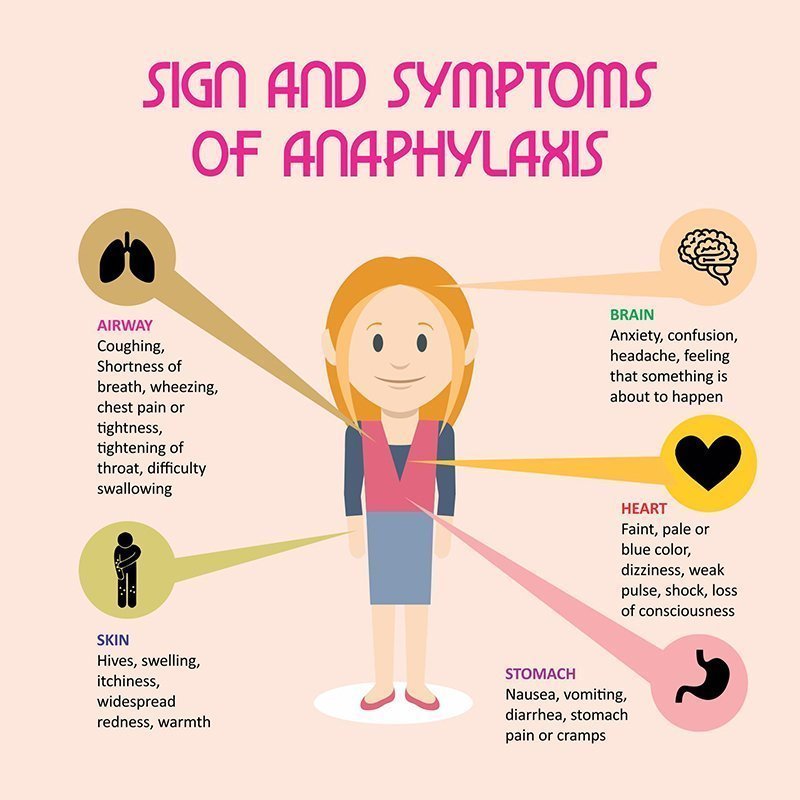 SIGN AND SYMPTOMS
OF ANAPHYLAXIS
AIRWAY
Coughing,
Shortness of
breath, wheezing,
chest pain or
tightness,
tightening of
throat, difficulty
swallowing
SKIN
Hives, swelling,
itchiness,
widespread
redness, warmth
BRAIN
Anxiety, confusion,
headache, feeling
that something is
about to happen
HEART
Faint, pale or
blue color,
dizziness, weak
pulse, shock, loss
of consciousness
STOMACH
Nausea, vomiting,
diarrhea, stomach
pain or cramps